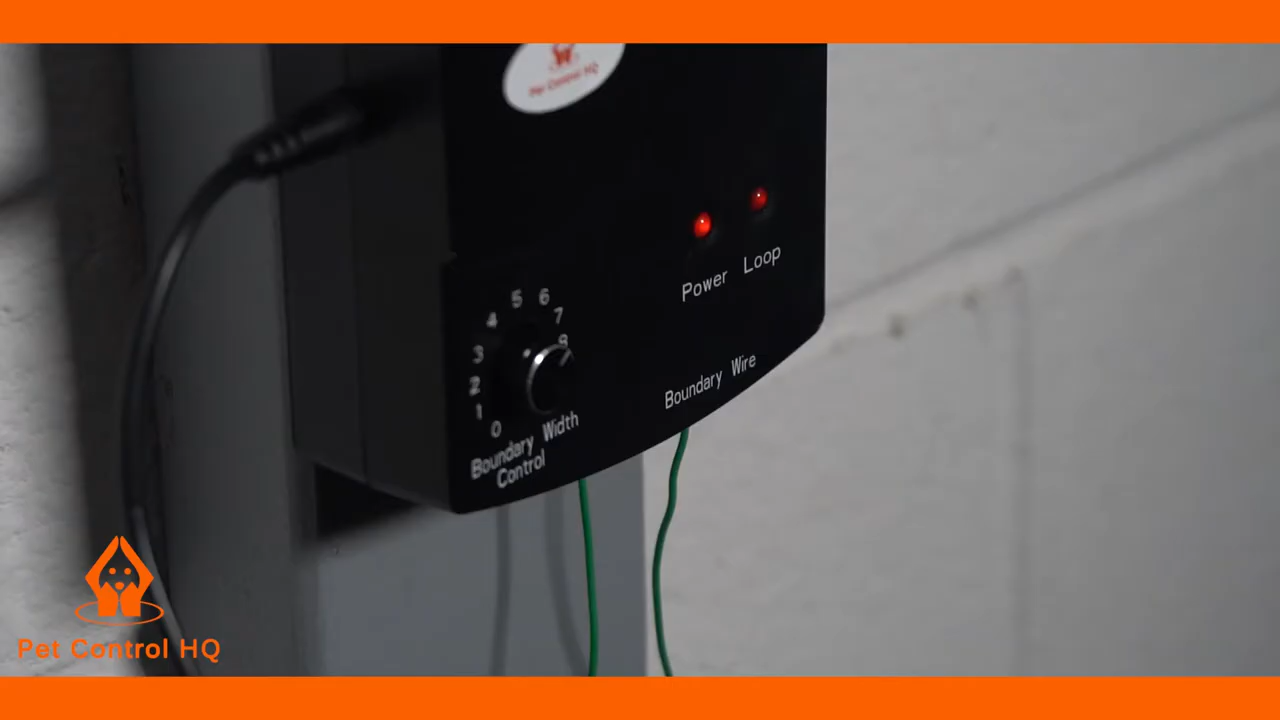 Pet Control HQ
Power Loop
5 6
4 7
3 8
2
1
0
Boundary Width
Control
Boundary Wire
Pet Control HQ